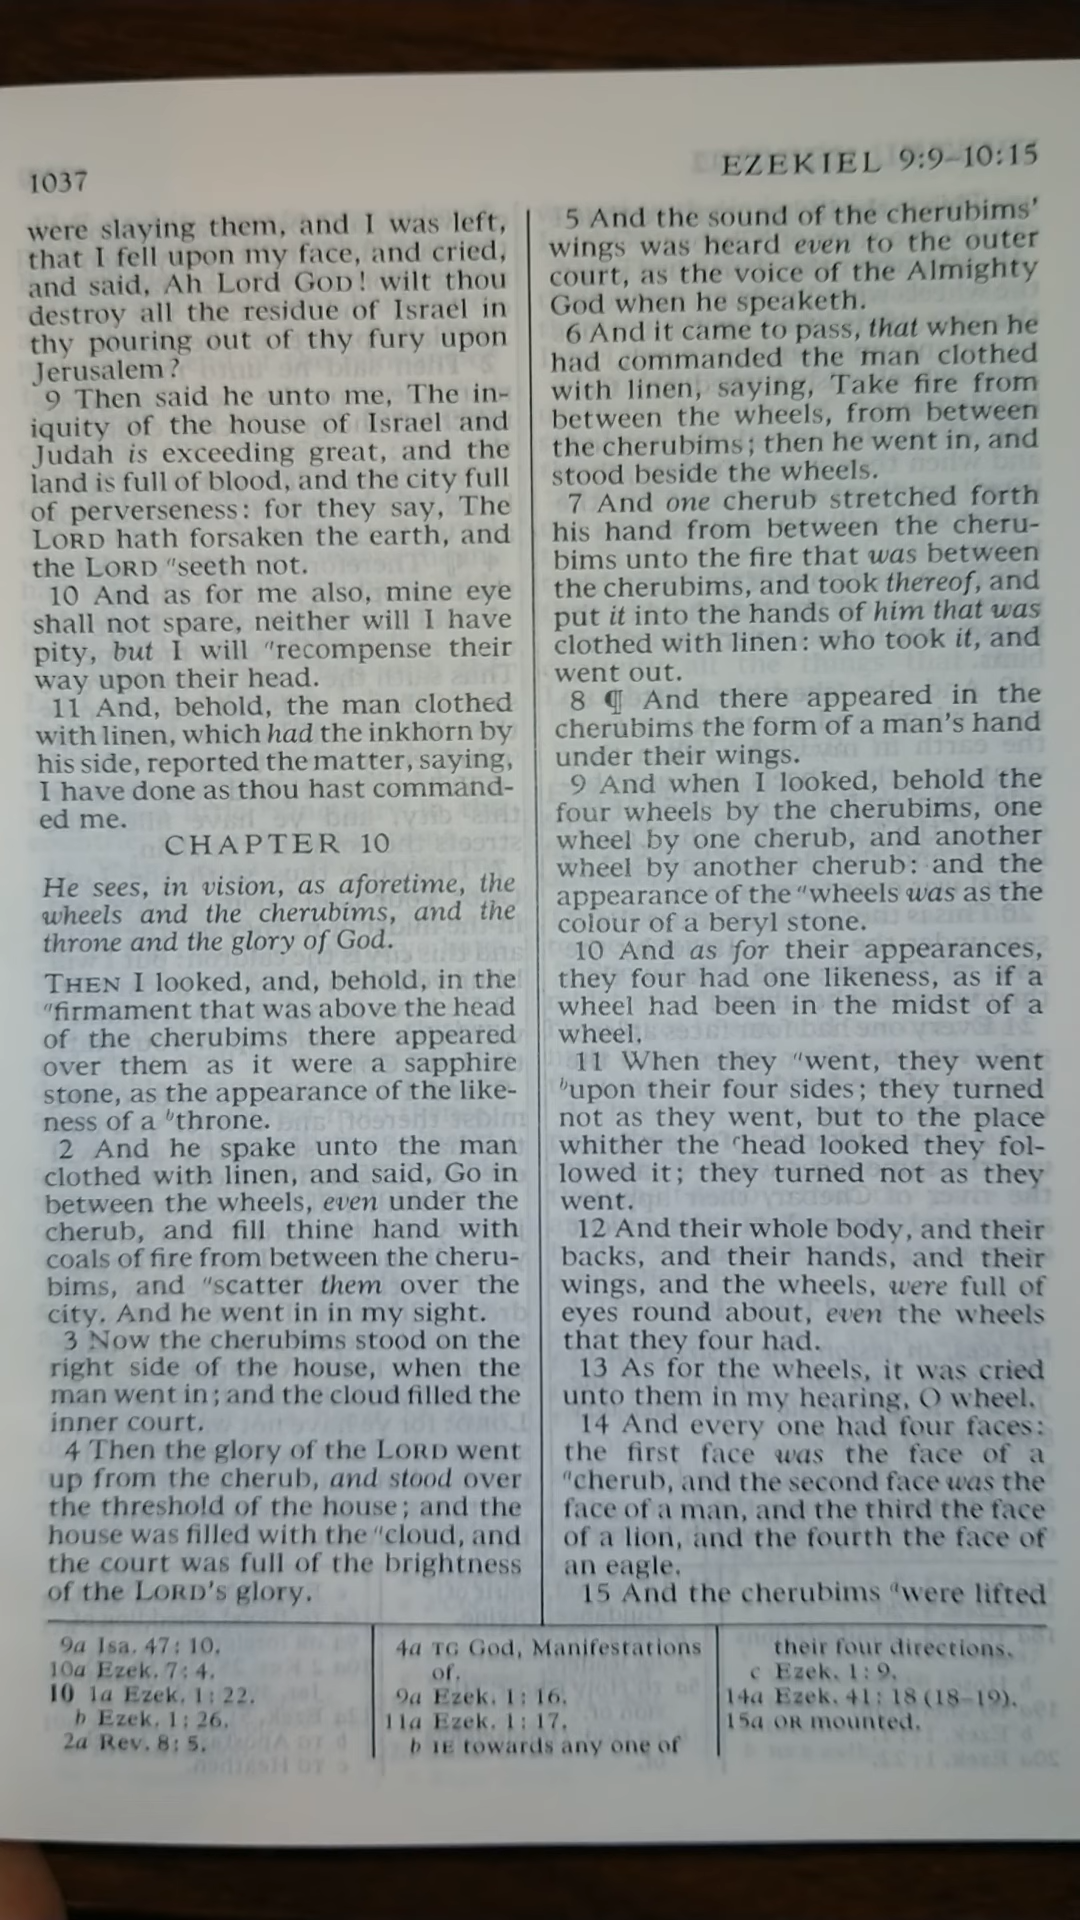 1037
EZEKIEL 9:9–10:15
were slaying them, and I was left,
that I fell upon my face, and cried,
and said, Ah Lord GOD! wilt thou
destroy all the residue of Israel in
thy pouring out of thy fury upon
Jerusalem?
9 Then said he unto me, The in-
iquity of the house of Israel and
Judah is exceeding great, and the
land is full of blood, and the city full
of perverseness: for they say, The
LORD hath forsaken the earth, and
the LORD ᵃseeth not.
10 And as for me also, mine eye
shall not spare, neither will I have
pity, but I will ᵃrecompense their
way upon their head.
11 And, behold, the man clothed
with linen, which had the inkhorn by
his side, reported the matter, saying,
I have done as thou hast command-
ed me.
CHAPTER 10
He sees, in vision, as aforetime, the
wheels and the cherubims, and the
throne and the glory of God.
THEN I looked, and, behold, in the
ᵃfirmament that was above the head
of the cherubims there appeared
over them as it were a sapphire
stone, as the appearance of the like-
ness of a ᵇthrone.
2 And he spake unto the man
clothed with linen, and said, Go in
between the wheels, even under the
cherub, and fill thine hand with
coals of fire from between the cheru-
bims, and ᵃscatter them over the
city. And he went in in my sight.
3 Now the cherubims stood on the
right side of the house, when the
man went in; and the cloud filled the
inner court.
4 Then the glory of the LORD went
up from the cherub, and stood over
the threshold of the house; and the
house was filled with the ᵃcloud, and
the court was full of the brightness
of the LORD'S glory.
5 And the sound of the cherubims'
wings was heard even to the outer
court, as the voice of the Almighty
God when he speaketh.
6 And it came to pass, that when he
had commanded the man clothed
with linen, saying, Take fire from
between the wheels, from between
the cherubims; then he went in, and
stood beside the wheels.
7 And one cherub stretched forth
his hand from between the cheru-
bims unto the fire that was between
the cherubims, and took thereof, and
put it into the hands of him that was
clothed with linen: who took it, and
went out.
8 ¶ And there appeared in the
cherubims the form of a man's hand
under their wings.
9 And when I looked, behold the
four wheels by the cherubims, one
wheel by one cherub, and another
wheel by another cherub: and the
appearance of the ᵃwheels was as the
colour of a beryl stone.
10 And as for their appearances,
they four had one likeness, as if a
wheel had been in the midst of a
wheel.
11 When they ᵃwent, they went
ᵇupon their four sides; they turned
not as they went, but to the place
whither the ᶜhead looked they fol-
lowed it; they turned not as they
went.
12 And their whole body, and their
backs, and their hands, and their
wings, and the wheels, were full of
eyes round about, even the wheels
that they four had.
13 As for the wheels, it was cried
unto them in my hearing, O wheel.
14 And every one had four faces:
the first face was the face of a
ᵃcherub, and the second face was the
face of a man, and the third the face
of a lion, and the fourth the face of
an eagle.
15 And the cherubims ᵃwere lifted
9a Isa. 47:10.
10a Ezek. 7:4.
10 1a Ezek. 1:22.
b Ezek. 1:26.
2a Rev. 8:5.
4a TG God, Manifestations
of.
9a Ezek. 1:16.
11a Ezek. 1:17.
b IE towards any one of
their four directions.
c Ezek. 1:9.
14a Ezek. 41:18 (18–19).
15a OR mounted.